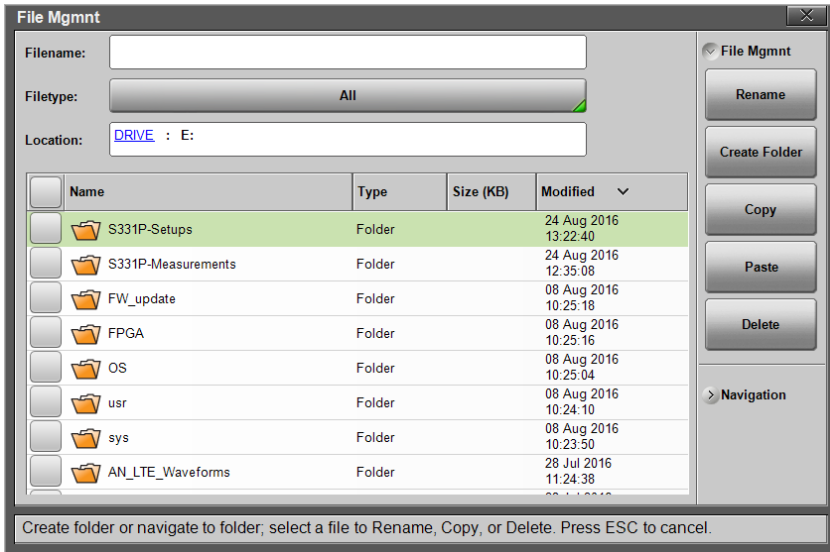 File Mgmnt
Filename:
Filetype: All
Location: DRIVE : E:
Name Type Size (KB) Modified
S331P-Setups Folder 24 Aug 2016
13:22:40
S331P-Measurements Folder 24 Aug 2016
12:35:08
FW_update Folder 08 Aug 2016
10:25:18
FPGA Folder 08 Aug 2016
10:25:16
OS Folder 08 Aug 2016
10:25:04
usr Folder 08 Aug 2016
10:24:10
sys Folder 08 Aug 2016
10:23:50
AN_LTE_Waveforms Folder 28 Jul 2016
11:24:38
File Mgmnt
Rename
Create Folder
Copy
Paste
Delete
Navigation
Create folder or navigate to folder; select a file to Rename, Copy, or Delete. Press ESC to cancel.